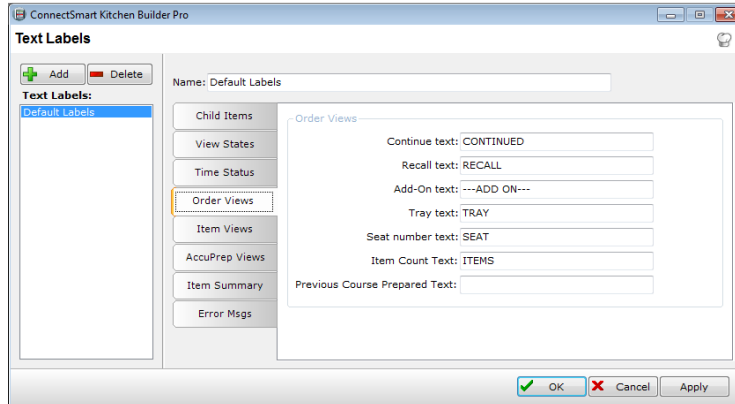 ConnectSmart Kitchen Builder Pro
Text Labels
Add Delete
Text Labels:
Default Labels
Name: Default Labels
Child Items
View States
Time Status
Order Views
Item Views
AccuPrep Views
Item Summary
Error Msgs
Order Views
Continue text: CONTINUED
Recall text: RECALL
Add-On text: ---ADD ON---
Tray text: TRAY
Seat number text: SEAT
Item Count Text: ITEMS
Previous Course Prepared Text:
OK Cancel Apply